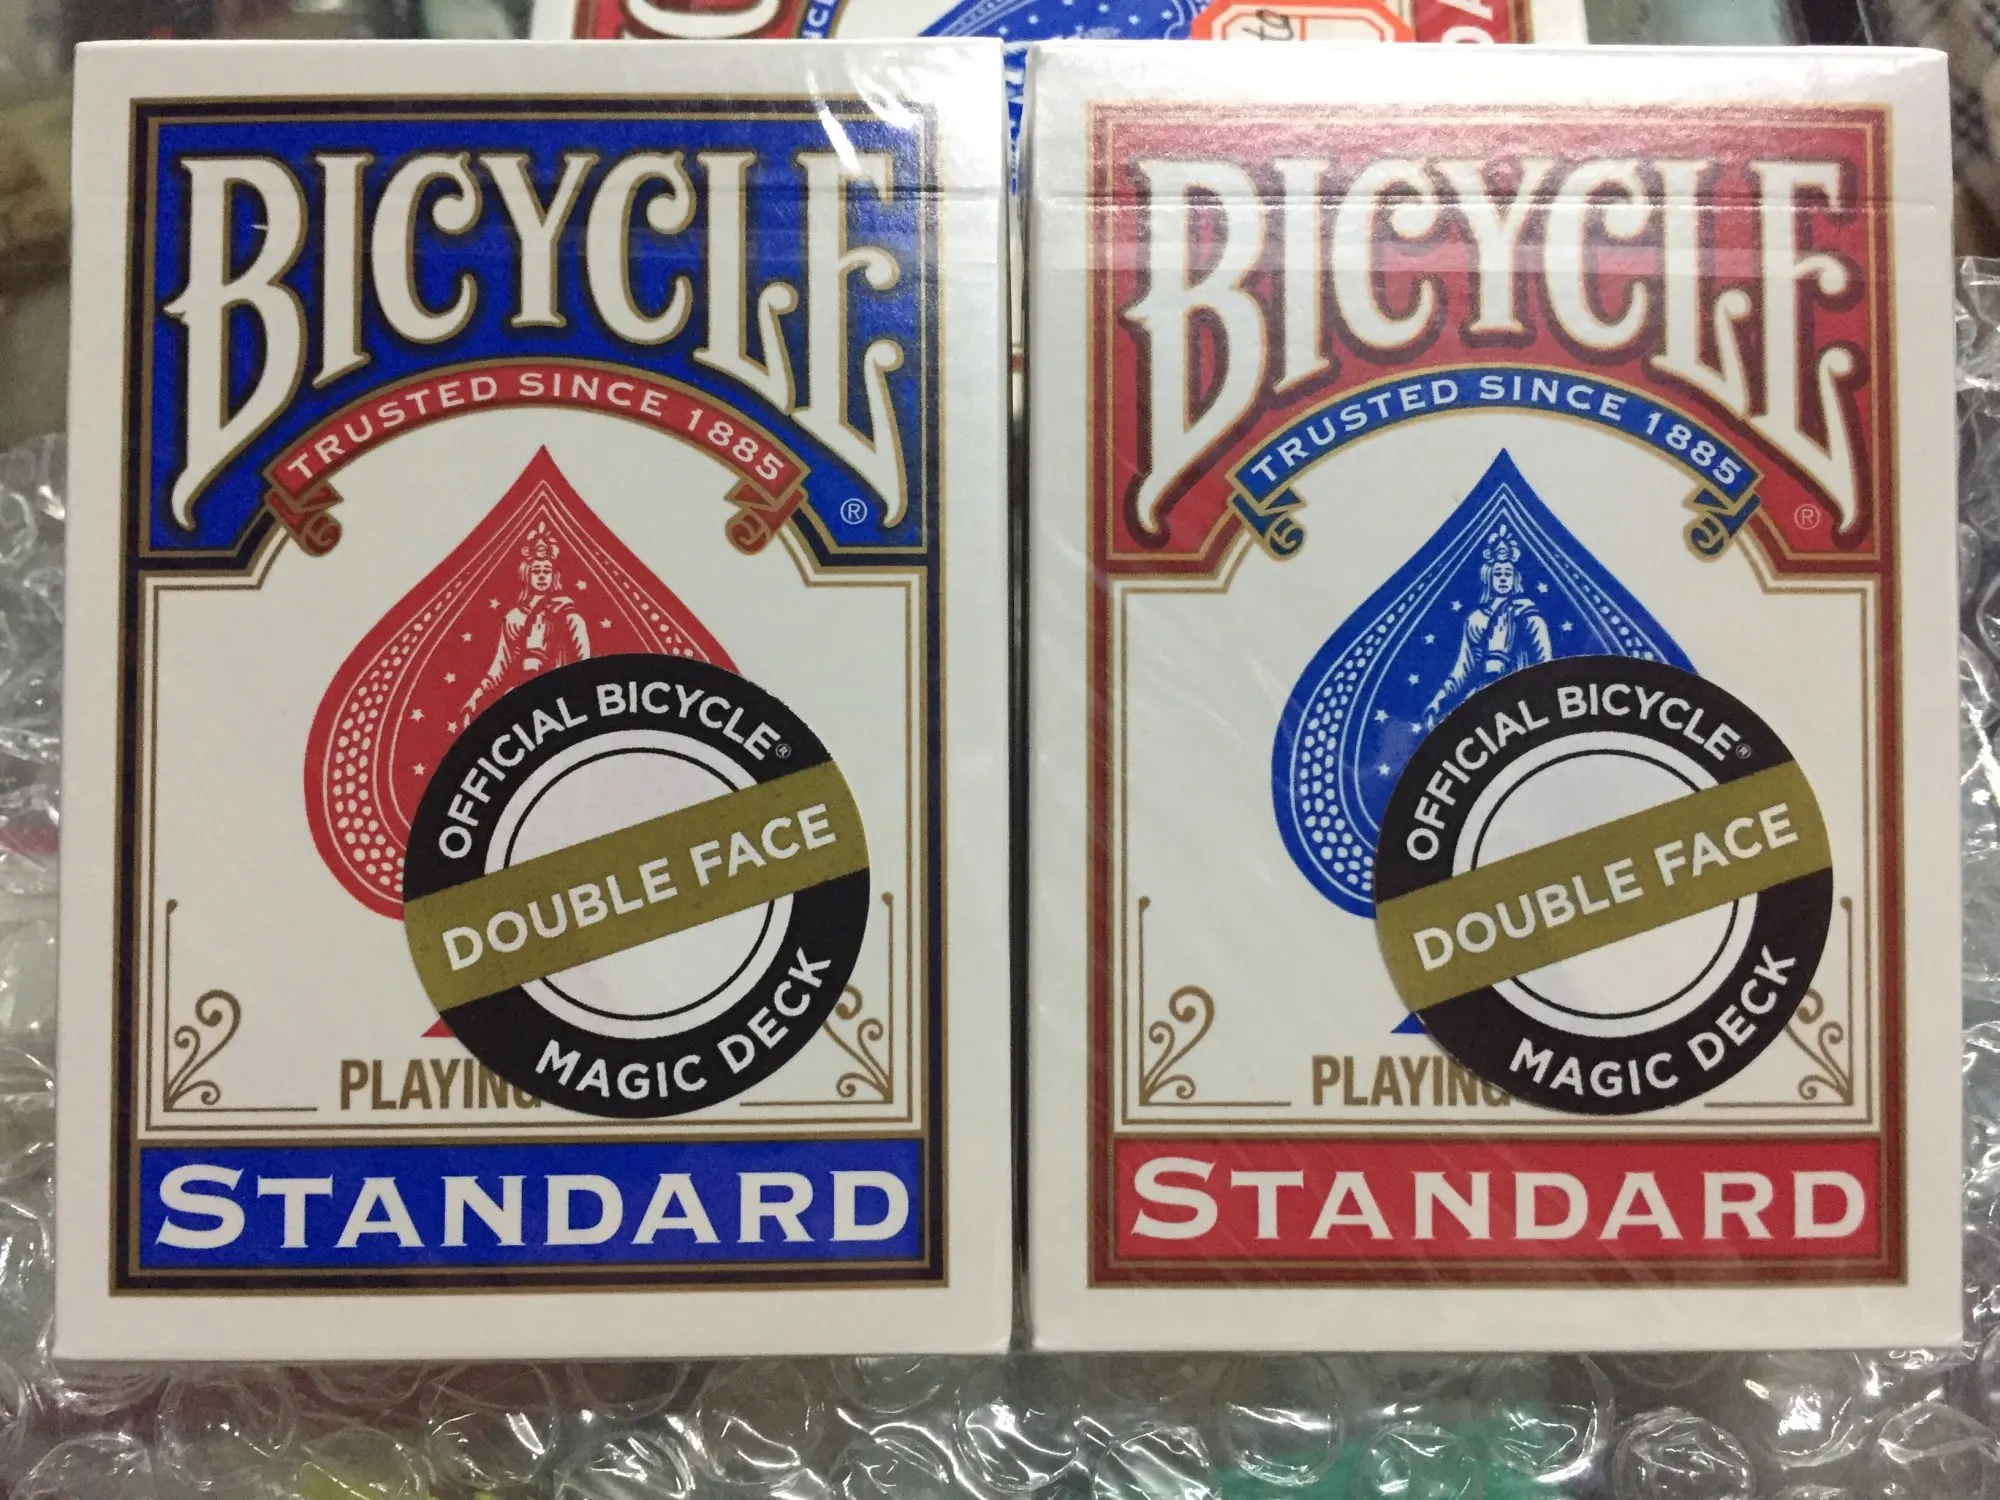 BICYCLE
TRUSTED SINCE 1885
®
OFFICIAL BICYCLE®
DOUBLE FACE
MAGIC DECK
PLAYING
STANDARD
BICYCLE
TRUSTED SINCE 1885
®
OFFICIAL BICYCLE®
DOUBLE FACE
MAGIC DECK
PLAYING
STANDARD